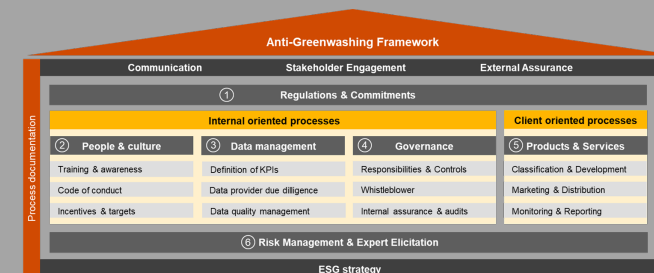 Anti-Greenwashing Framework
Communication Stakeholder Engagement External Assurance
Process documentation
1 Regulations & Commitments
Internal oriented processes Client oriented processes
2 People & culture 3 Data management 4 Governance 5 Products & Services
Training & awareness Definition of KPIs Responsibilities & Controls Classification & Development
Code of conduct Data provider due dilligence Whistleblower Marketing & Distribution
Incentives & targets Data quality management Internal assurance & audits Monitoring & Reporting
6 Risk Management & Expert Elicitation
ESG strategy